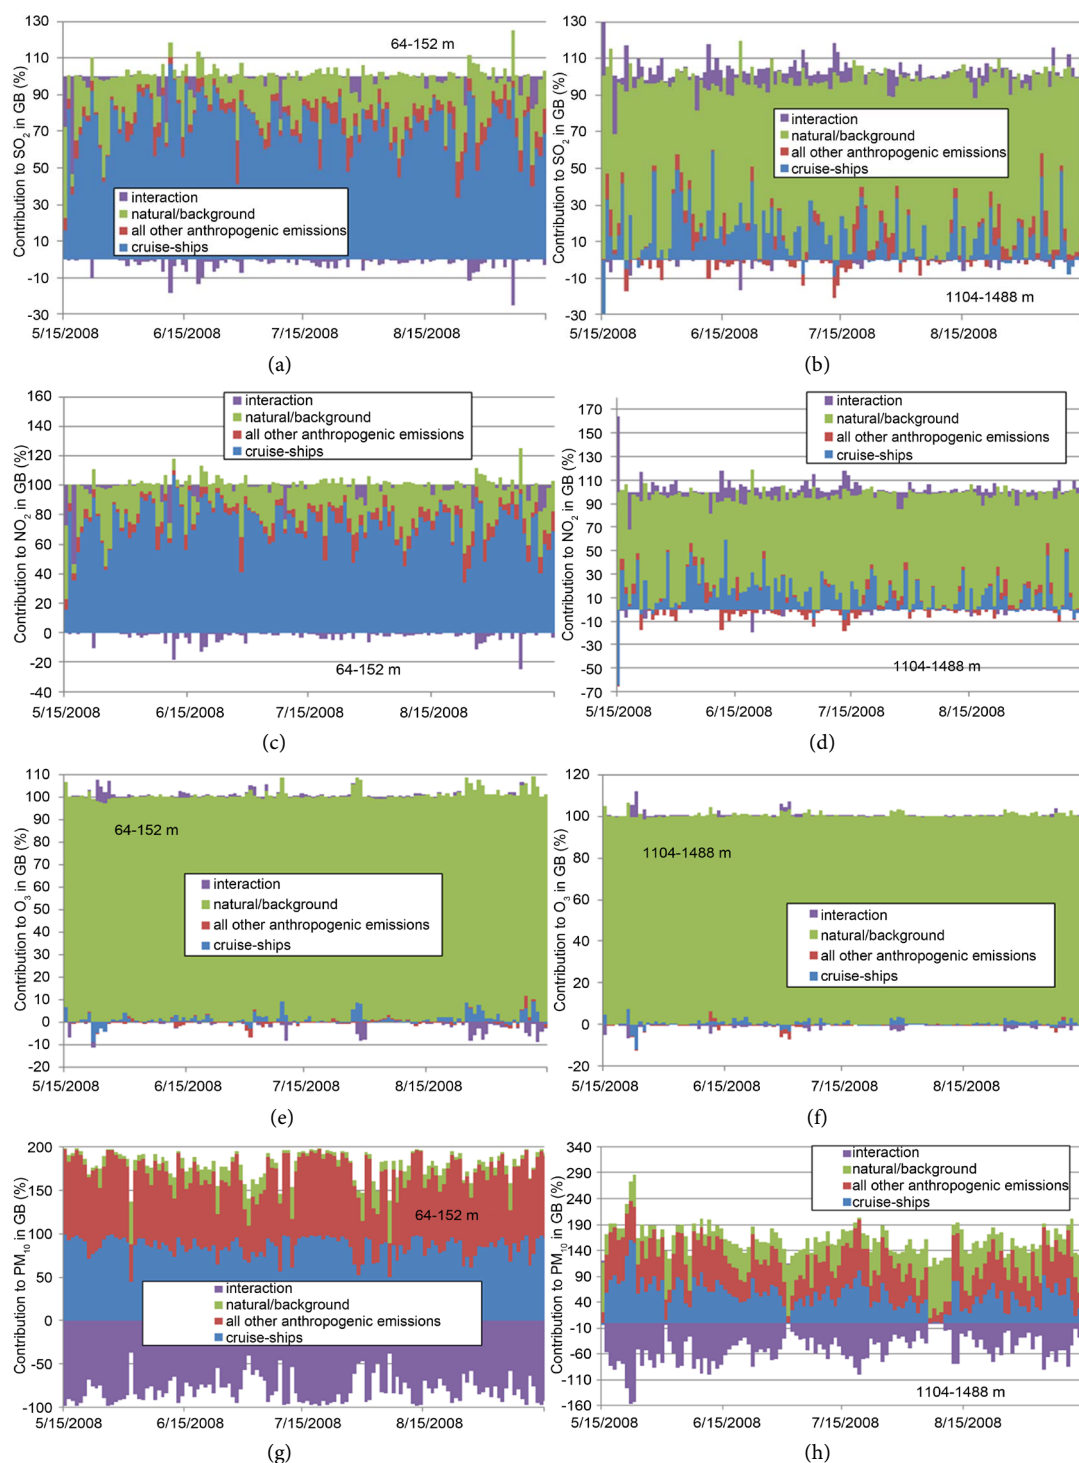 Contribution to SO2 in GB (%)
130
110
90
70
50
30
10
-10
-30
64-152 m
interaction
natural/background
all other anthropogenic emissions
cruise-ships
5/15/2008 6/15/2008 7/15/2008 8/15/2008
(a)
Contribution to SO2 in GB (%)
130
110
90
70
50
30
10
-10
-30
interaction
natural/background
all other anthropogenic emissions
cruise-ships
1104-1488 m
5/15/2008 6/15/2008 7/15/2008 8/15/2008
(b)
Contribution to NO2 in GB (%)
160
140
120
100
80
60
40
20
0
-20
-40
interaction
natural/background
all other anthropogenic emissions
cruise-ships
64-152 m
5/15/2008 6/15/2008 7/15/2008 8/15/2008
(c)
Contribution to NO2 in GB (%)
170
150
130
110
90
70
50
30
10
-10
-30
-50
-70
interaction
natural/background
all other anthropogenic emissions
cruise-ships
1104-1488 m
5/15/2008 6/15/2008 7/15/2008 8/15/2008
(d)
Contribution to O3 in GB (%)
110
100
90
80
70
60
50
40
30
20
10
0
-10
-20
64-152 m
interaction
natural/background
all other anthropogenic emissions
cruise-ships
5/15/2008 6/15/2008 7/15/2008 8/15/2008
(e)
Contribution to O3 in GB (%)
120
100
80
60
40
20
0
-20
1104-1488 m
interaction
natural/background
all other anthropogenic emissions
cruise-ships
5/15/2008 6/15/2008 7/15/2008 8/15/2008
(f)
Contribution to PM10 in GB (%)
200
150
100
50
0
-50
-100
64-152 m
interaction
natural/background
all other anthropogenic emissions
cruise-ships
5/15/2008 6/15/2008 7/15/2008 8/15/2008
(g)
Contribution to PM10 in GB (%)
340
290
240
190
140
90
40
-10
-60
-110
-160
interaction
natural/background
all other anthropogenic emissions
cruise-ships
1104-1488 m
5/15/2008 6/15/2008 7/15/2008 8/15/2008
(h)